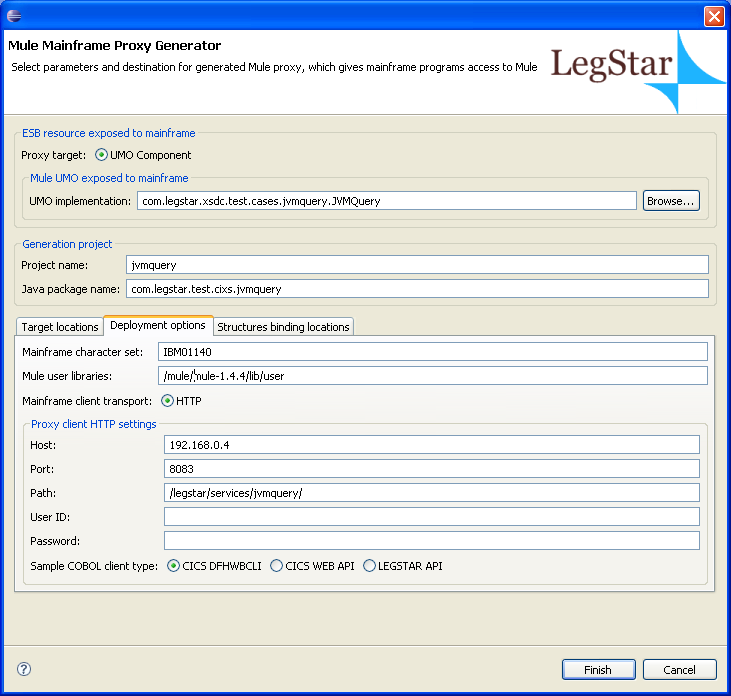 Mule Mainframe Proxy Generator
Select parameters and destination for generated Mule proxy, which gives mainframe programs access to Mule
LegStar
ESB resource exposed to mainframe
Proxy target: UMO Component
Mule UMO exposed to mainframe
UMO implementation: com.legstar.xsdc.test.cases.jvmquery.JVMQuery Browse...
Generation project
Project name: jvmquery
Java package name: com.legstar.test.cixs.jvmquery
Target locations Deployment options Structures binding locations
Mainframe character set: IBM01140
Mule user libraries: /mule/mule-1.4.4/lib/user
Mainframe client transport: HTTP
Proxy client HTTP settings
Host: 192.168.0.4
Port: 8083
Path: /legstar/services/jvmquery/
User ID:
Password:
Sample COBOL client type: CICS DFHWBCLI CICS WEB API LEGSTAR API
? Finish Cancel